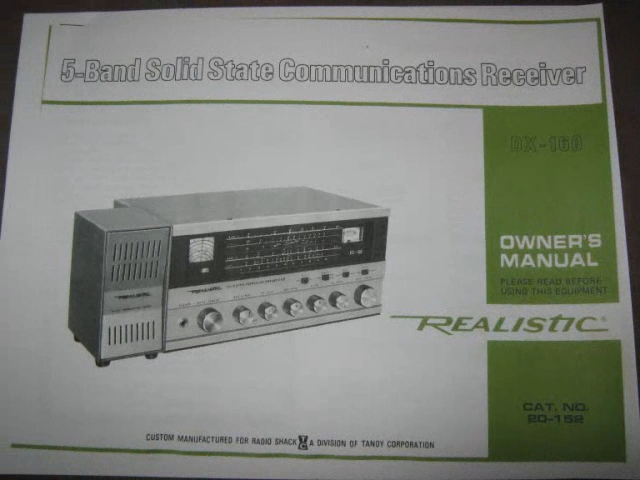 5-Band Solid State Communications Receiver
DX-160
OWNER'S
MANUAL
PLEASE READ BEFORE
USING THIS EQUIPMENT
REALISTIC®
CAT. NO.
20-152
CUSTOM MANUFACTURED FOR RADIO SHACK TC A DIVISION OF TANDY CORPORATION